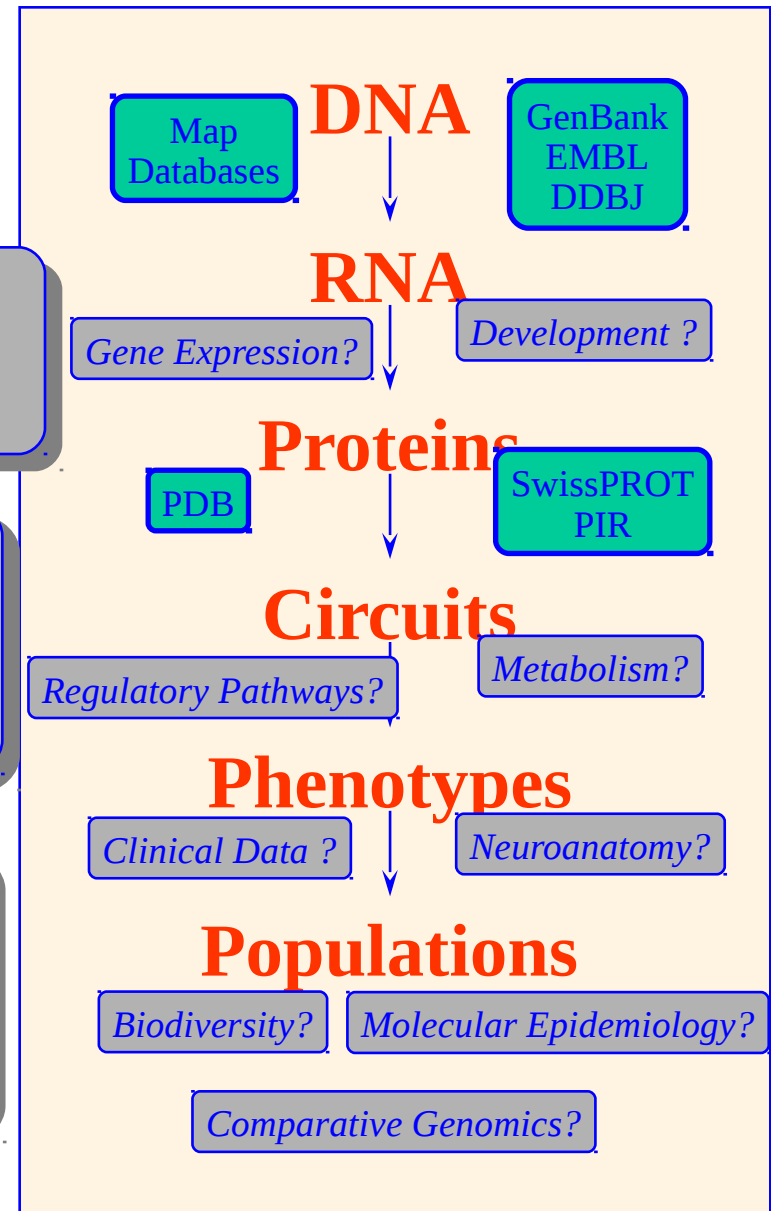 DNA
Map
Databases
GenBank
EMBL
DDBJ
RNA
Gene Expression?
Development ?
Proteins
PDB
SwissPROT
PIR
Circuits
Regulatory Pathways?
Metabolism?
Phenotypes
Clinical Data ?
Neuroanatomy?
Populations
Biodiversity?
Molecular Epidemiology?
Comparative Genomics?